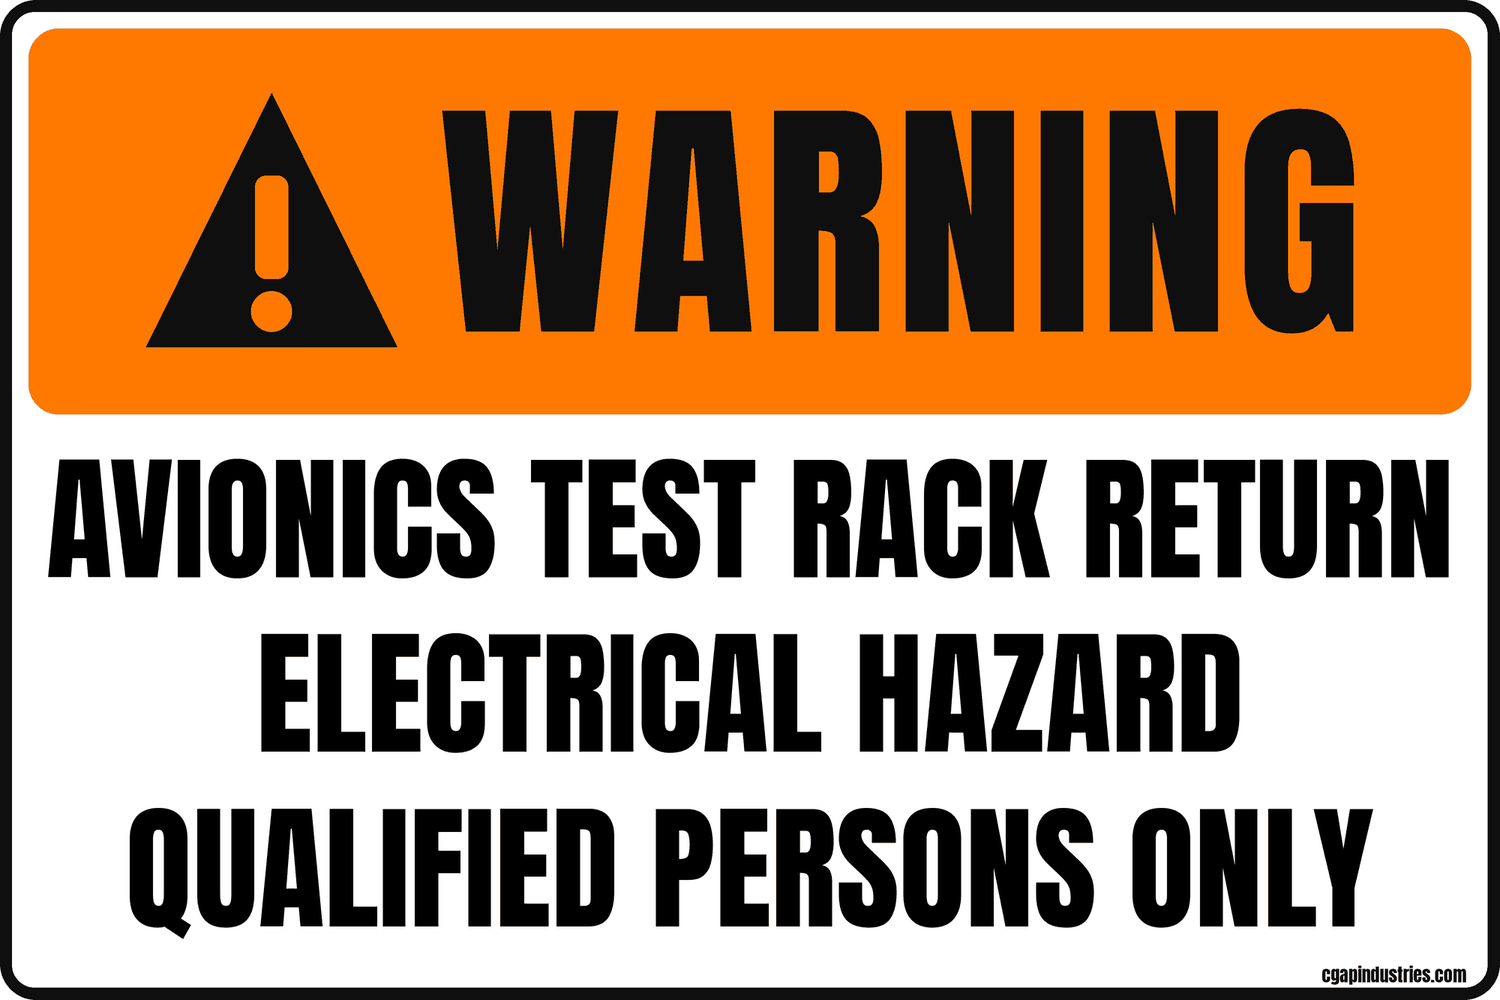 WARNING
AVIONICS TEST RACK RETURN
ELECTRICAL HAZARD
QUALIFIED PERSONS ONLY
cgapindustries.com